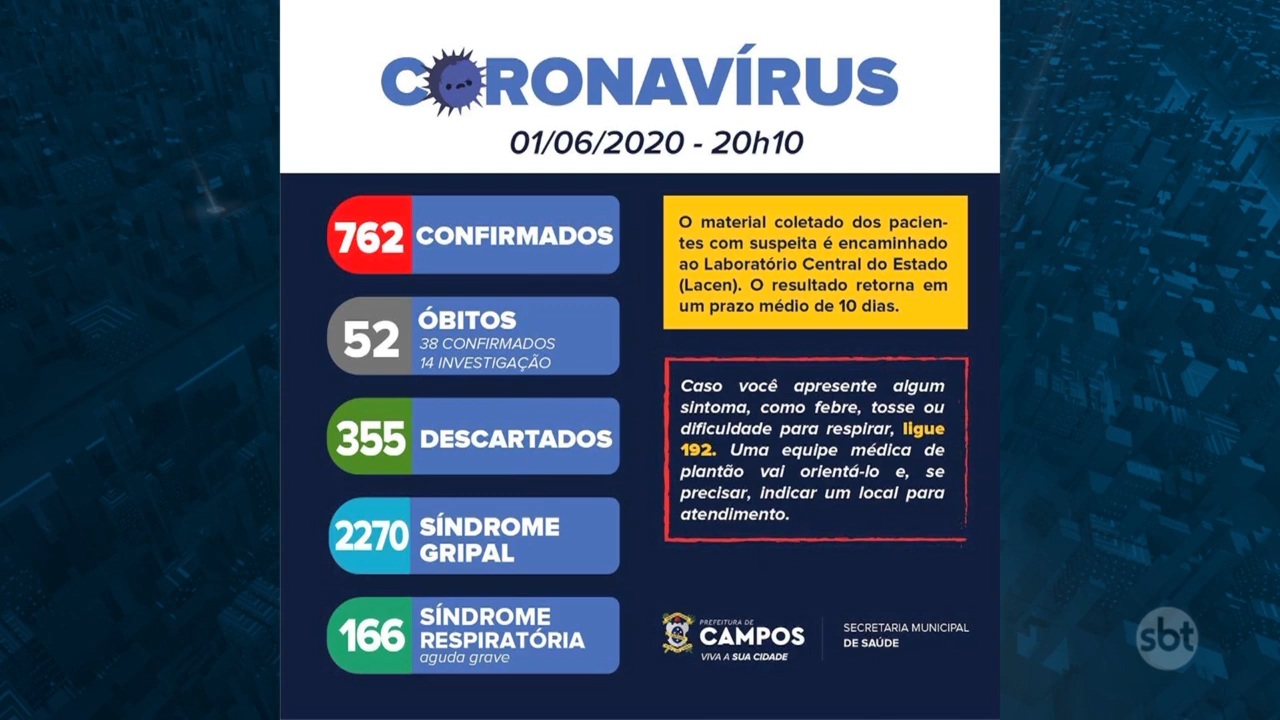 CORONAVÍRUS
01/06/2020 - 20h10
762 CONFIRMADOS
52 ÓBITOS
38 CONFIRMADOS
14 INVESTIGAÇÃO
355 DESCARTADOS
2270 SÍNDROME
GRIPAL
166 SÍNDROME
RESPIRATÓRIA
aguda grave
O material coletado dos pacien-
tes com suspeita é encaminhado
ao Laboratório Central do Estado
(Lacen). O resultado retorna em
um prazo médio de 10 dias.
Caso você apresente algum
sintoma, como febre, tosse ou
dificuldade para respirar, ligue
192. Uma equipe médica de
plantão vai orientá-lo e, se
precisar, indicar um local para
atendimento.
PREFEITURA DE
CAMPOS
VIVA A SUA CIDADE
SECRETARIA MUNICIPAL
DE SAÚDE
sbt